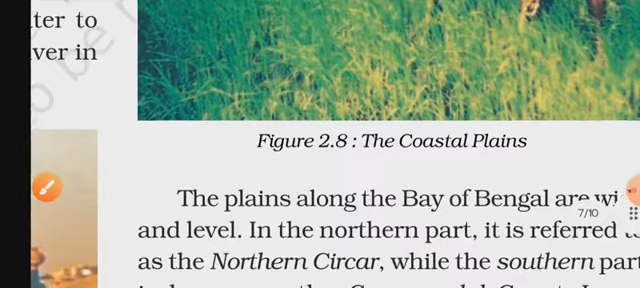 ter to
ver in
Figure 2.8 : The Coastal Plains
The plains along the Bay of Bengal are wi
7/10
and level. In the northern part, it is referred
as the Northern Circar, while the southern part